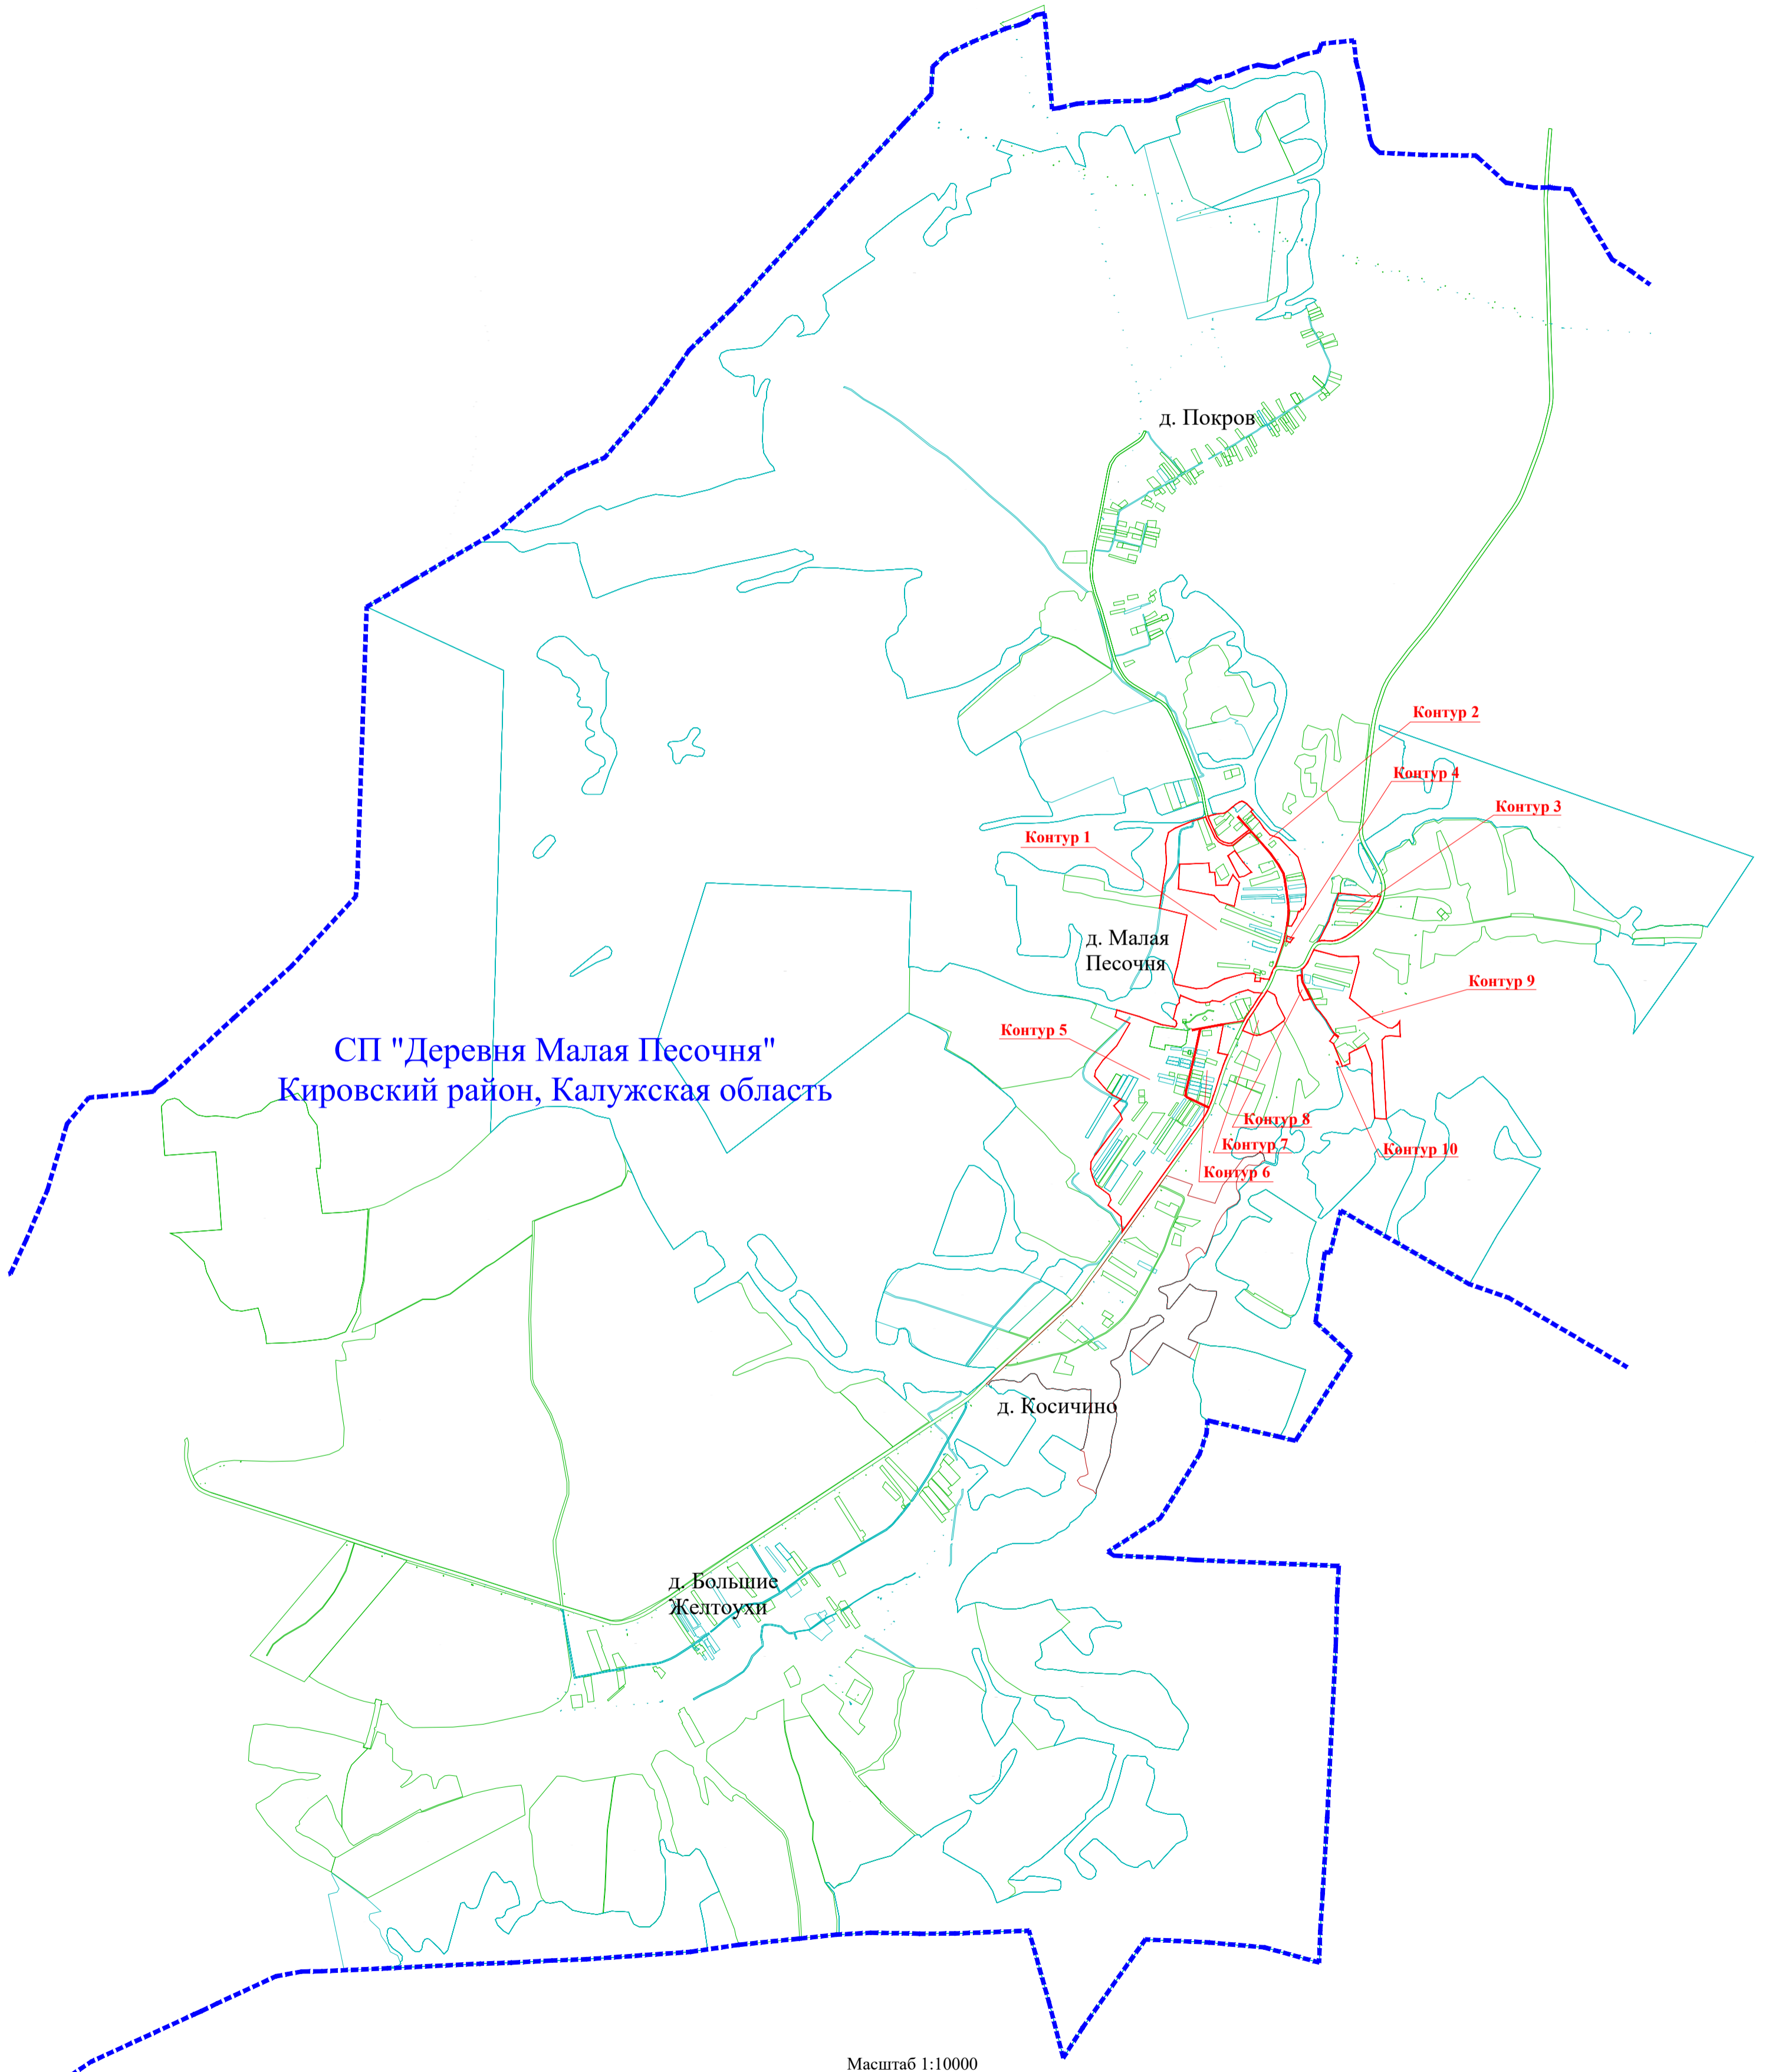 д. Покров
Контур 2
Контур 4
Контур 3
Контур 1
д. Малая
Песочня
Контур 9
Контур 5
СП "Деревня Малая Песочня"
Кировский район, Калужская область
Контур 8
Контур 7
Контур 10
Контур 6
д. Косичино
д. Большие
Желтоухи
Масштаб 1:10000